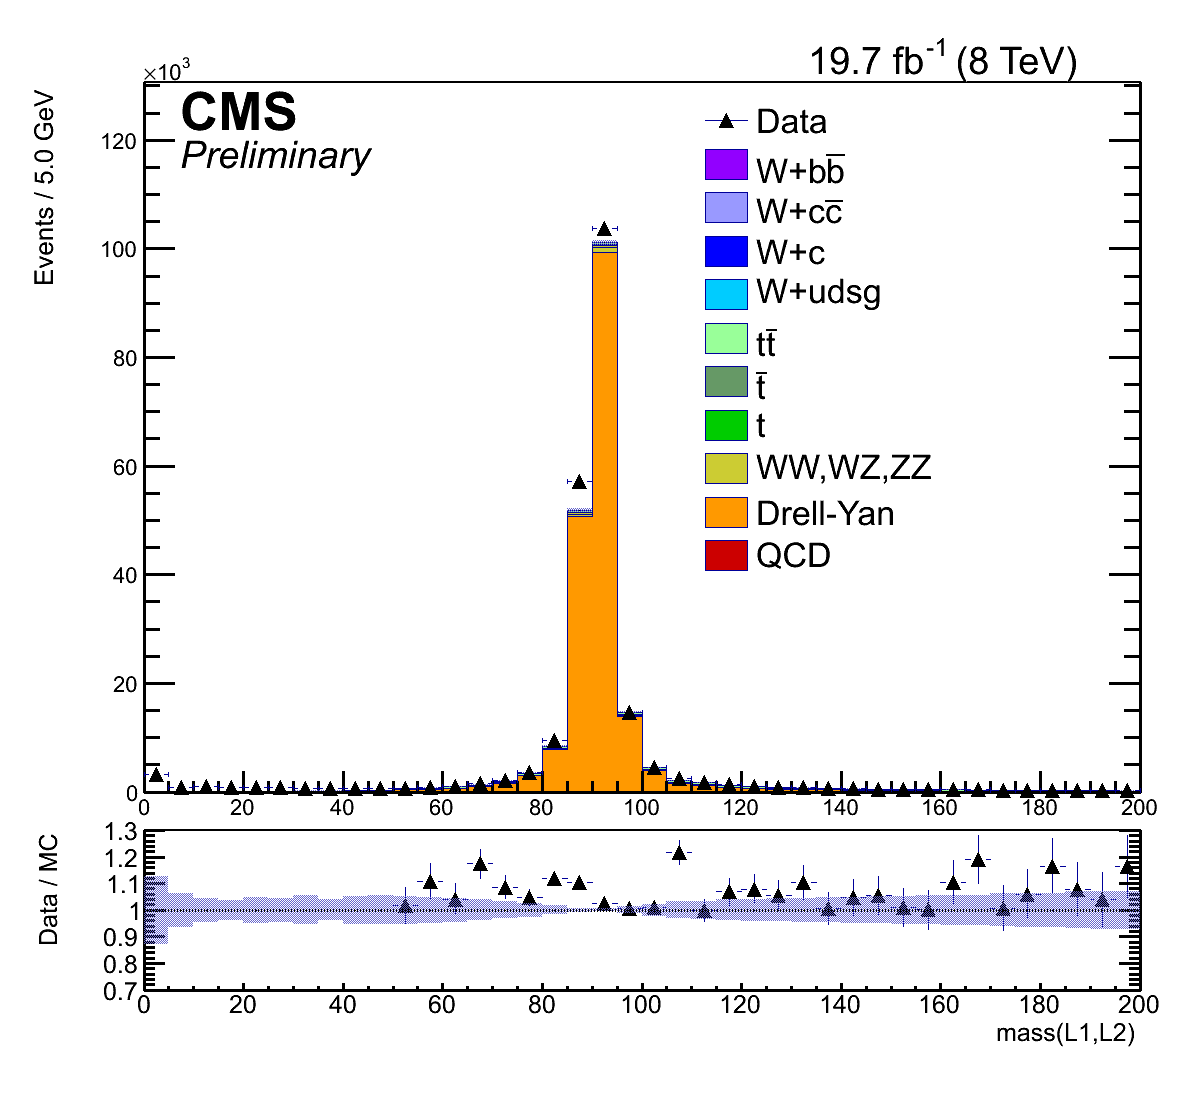 19.7 fb⁻¹ (8 TeV)
×10³
CMS
Preliminary
Events / 5.0 GeV
120
100
80
60
40
20
0
Data
W+bb̅
W+cc̅
W+c
W+udsg
tt̅
t̅
t
WW,WZ,ZZ
Drell-Yan
QCD
0 20 40 60 80 100 120 140 160 180 200
Data / MC
1.3
1.2
1.1
1
0.9
0.8
0.7
0 20 40 60 80 100 120 140 160 180 200
mass(L1,L2)